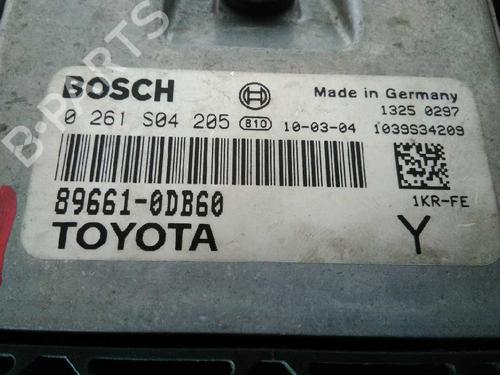 B-PARTS
BOSCH
Made in Germany
1325 0297
0 261 S04 205 B10 10-03-04 1039S34209
89661-0DB60
1KR-FE
TOYOTA
Y